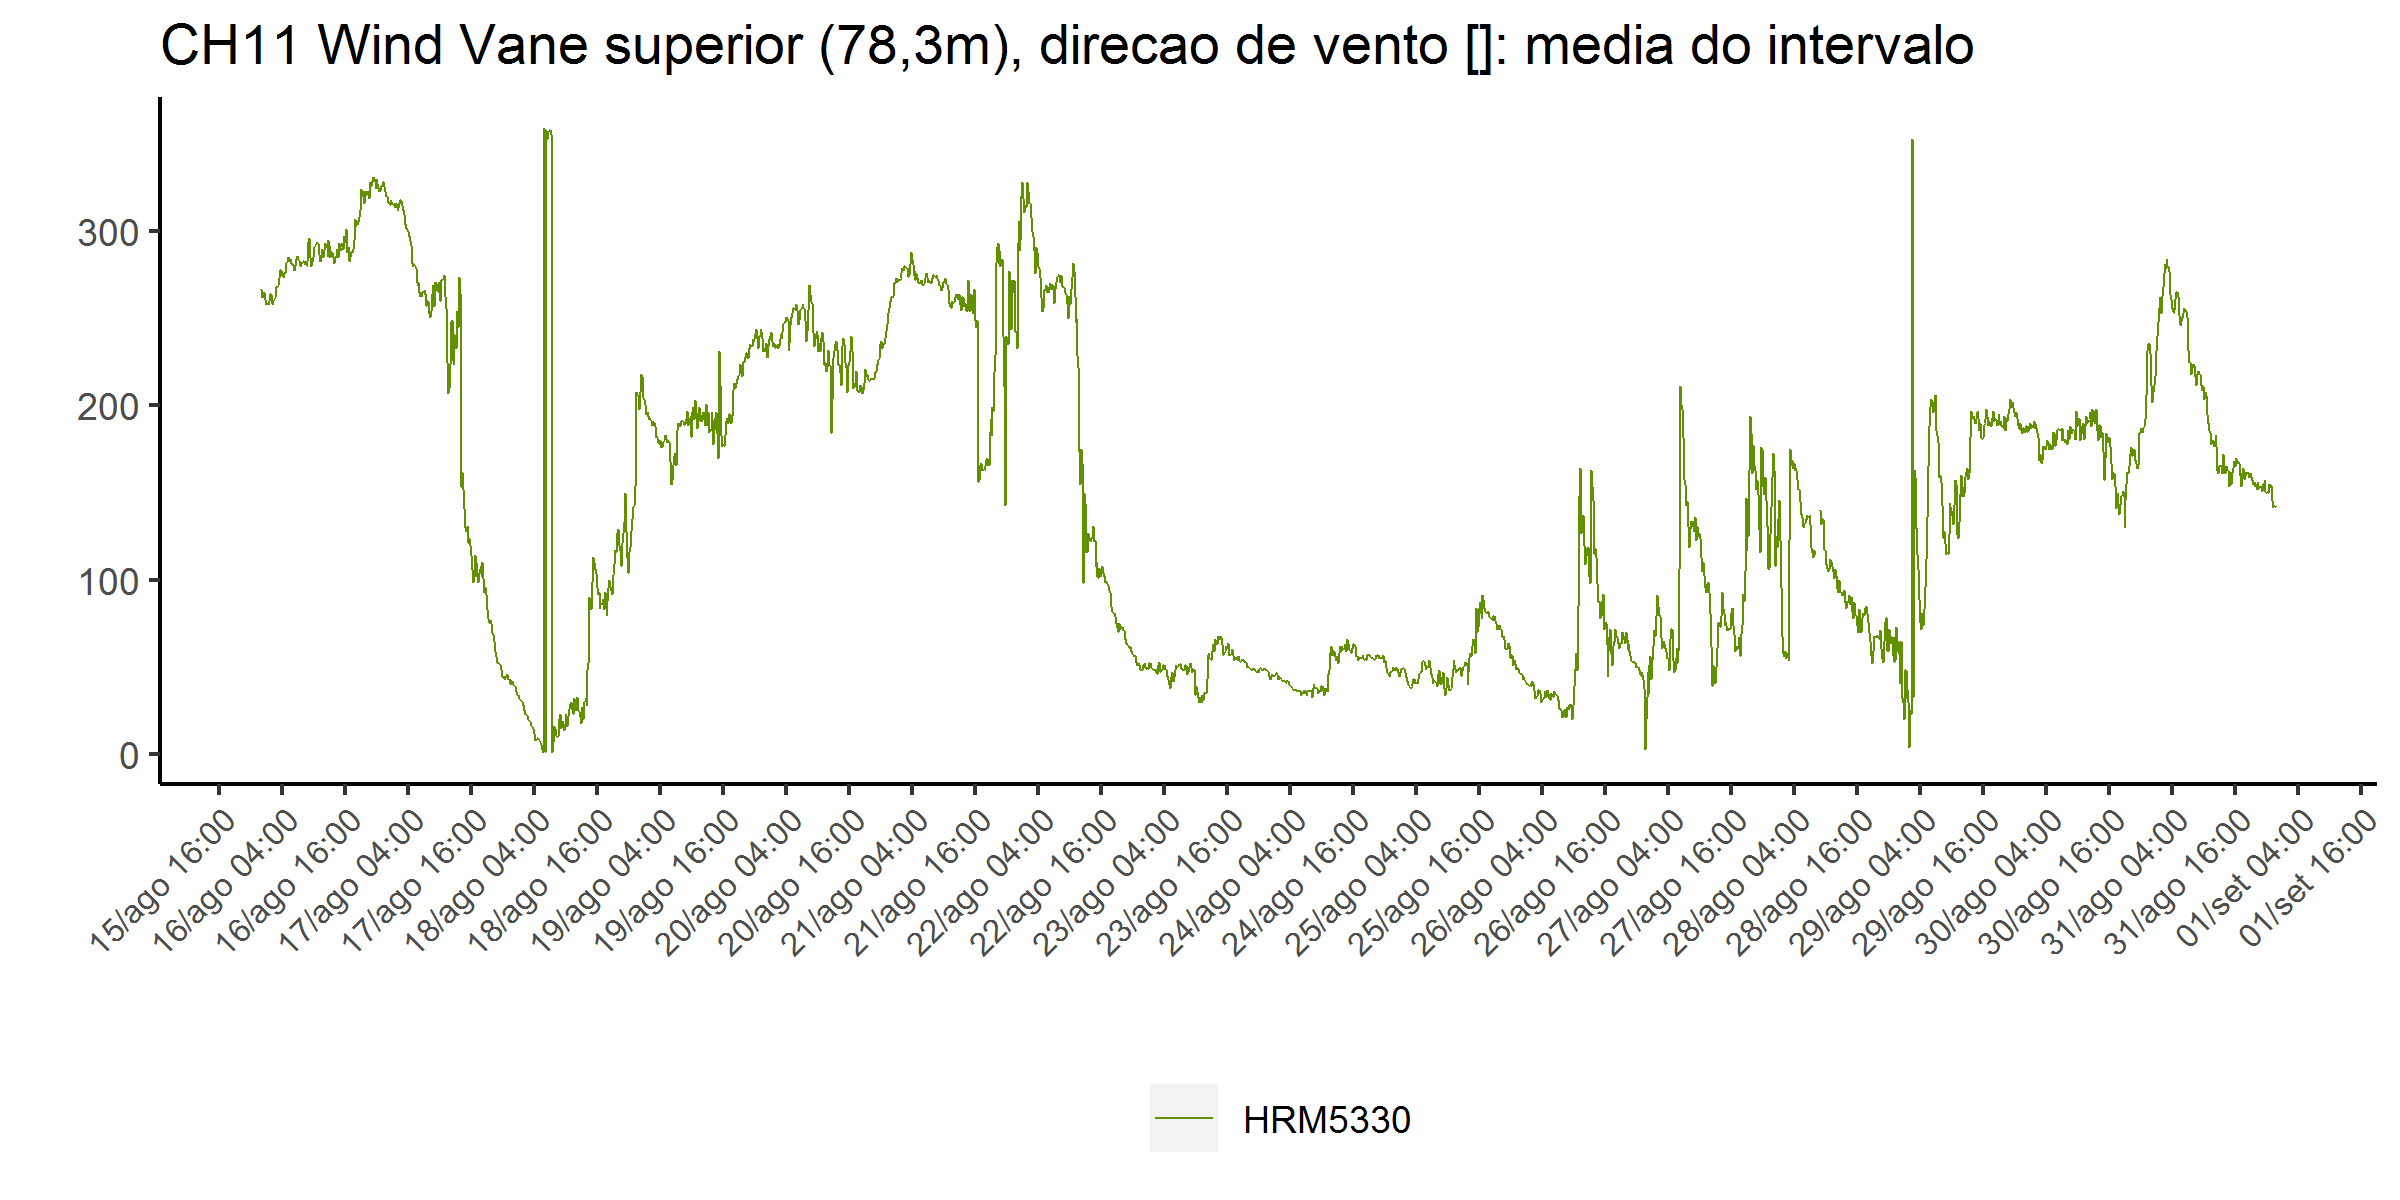 CH11 Wind Vane superior (78,3m), direcao de vento []: media do intervalo
300
200
100
0
15/ago 16:00
16/ago 04:00
16/ago 16:00
17/ago 04:00
17/ago 16:00
18/ago 04:00
18/ago 16:00
19/ago 04:00
19/ago 16:00
20/ago 04:00
20/ago 16:00
21/ago 04:00
21/ago 16:00
22/ago 04:00
22/ago 16:00
23/ago 04:00
23/ago 16:00
24/ago 04:00
24/ago 16:00
25/ago 04:00
25/ago 16:00
26/ago 04:00
26/ago 16:00
27/ago 04:00
27/ago 16:00
28/ago 04:00
28/ago 16:00
29/ago 04:00
29/ago 16:00
30/ago 04:00
30/ago 16:00
31/ago 04:00
31/ago 16:00
01/set 04:00
01/set 16:00
HRM5330